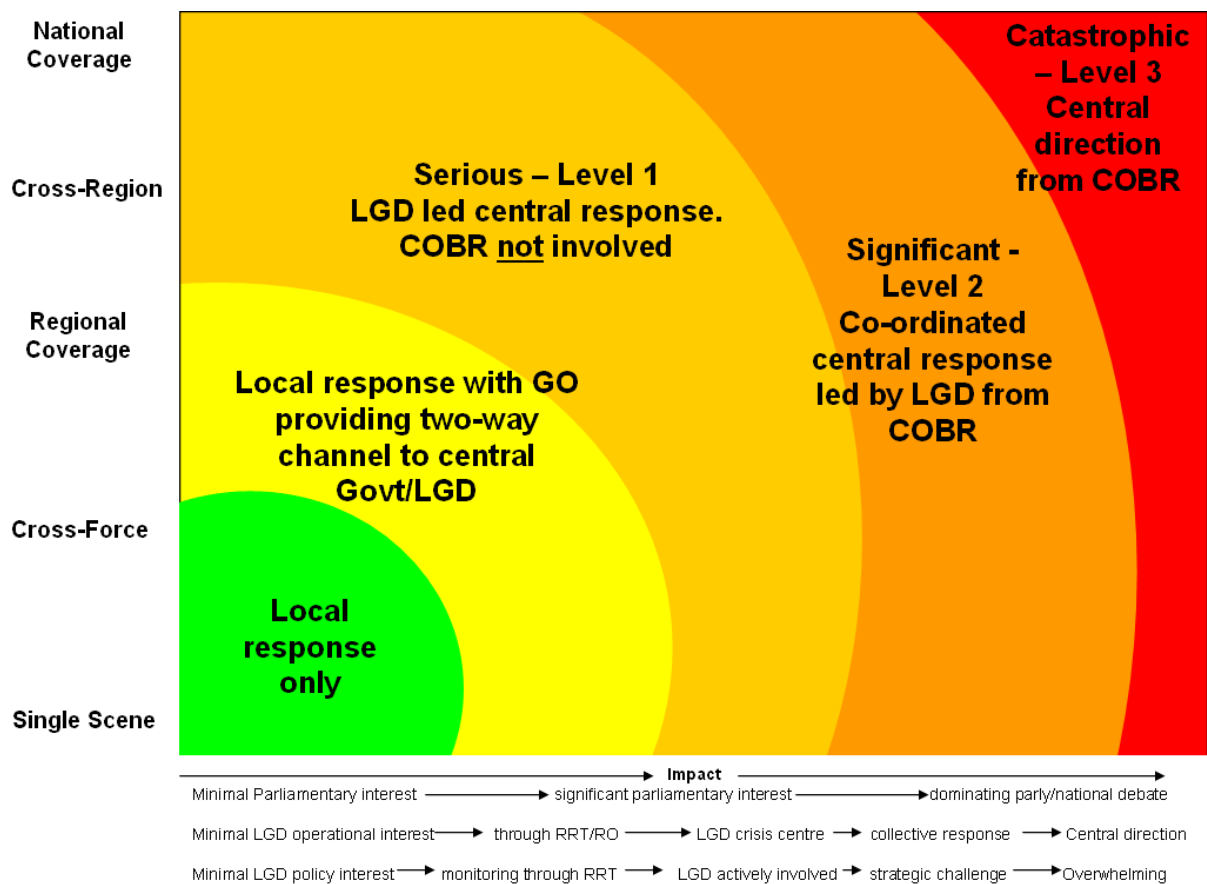 National
Coverage
Cross-Region
Regional
Coverage
Cross-Force
Single Scene
Catastrophic
– Level 3
Central
direction
from COBR
Serious – Level 1
LGD led central response.
COBR not involved
Significant -
Level 2
Co-ordinated
central response
led by LGD from
COBR
Local response with GO
providing two-way
channel to central
Govt/LGD
Local
response
only
Impact
Minimal Parliamentary interest significant parliamentary interest dominating parly/national debate
Minimal LGD operational interest through RRT/RO LGD crisis centre collective response Central direction
Minimal LGD policy interest monitoring through RRT LGD actively involved strategic challenge Overwhelming